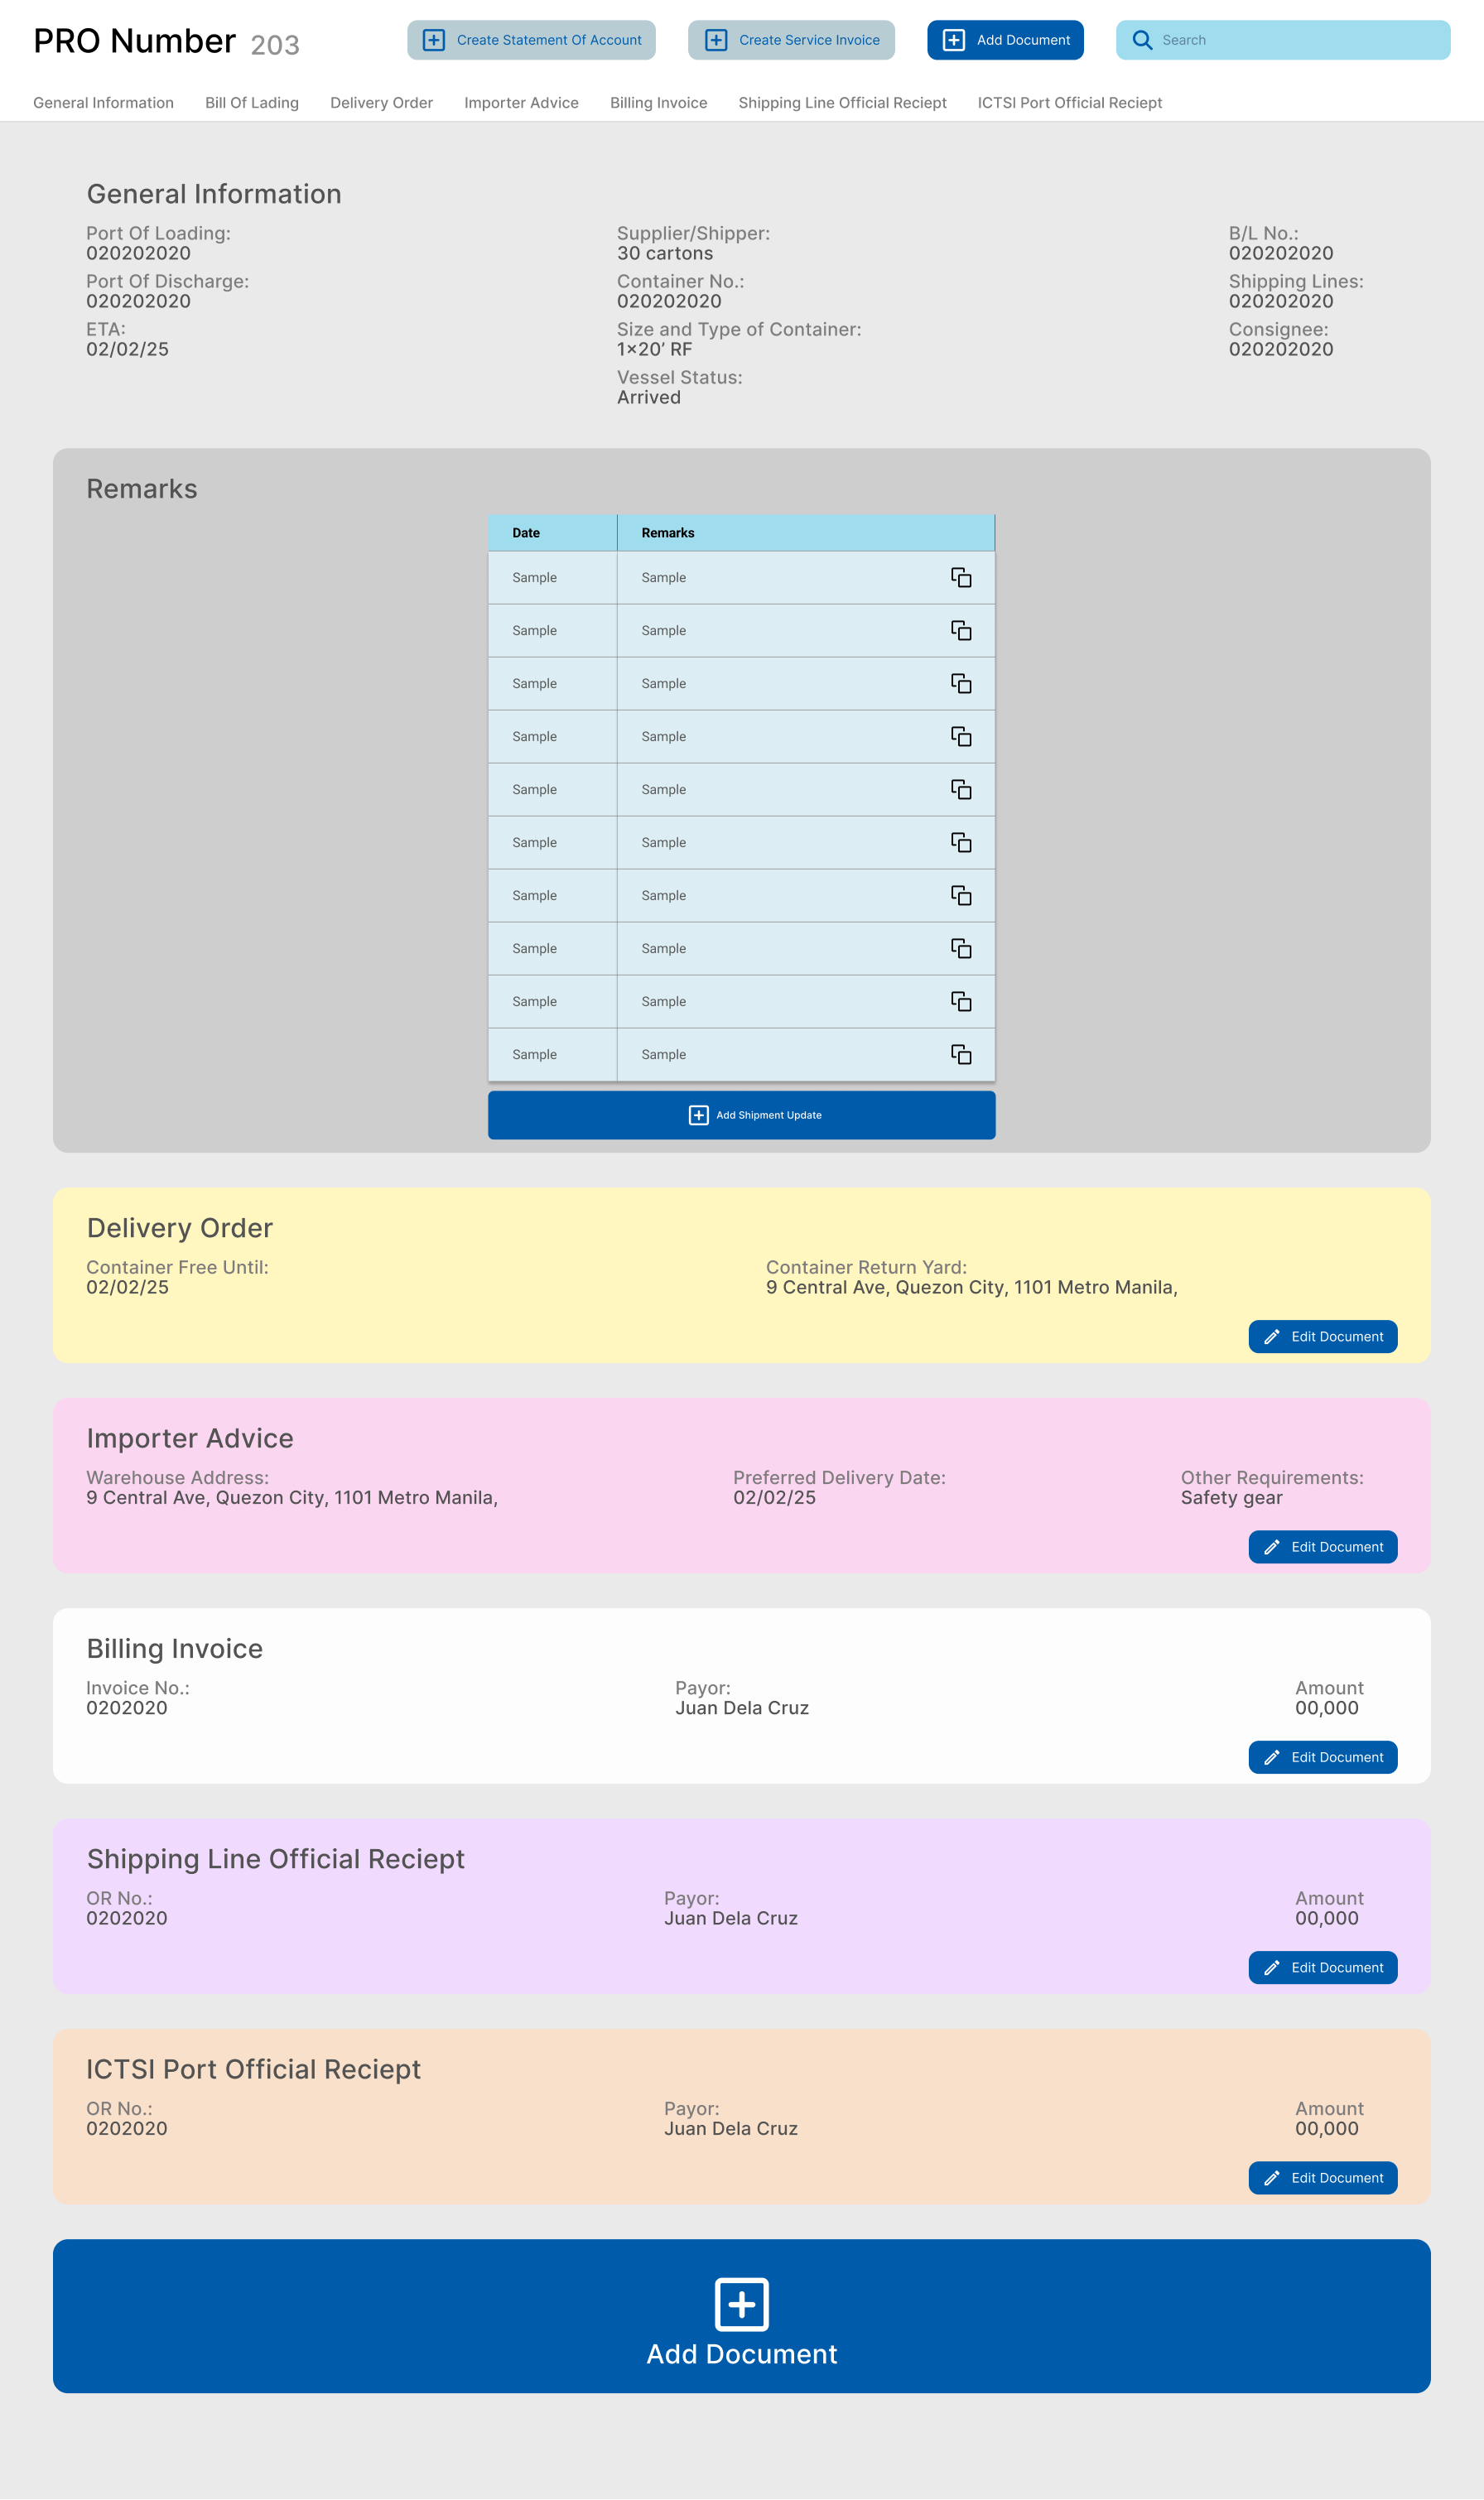 PRO Number 203
Create Statement Of Account
Create Service Invoice
Add Document
Search
General Information
Bill Of Lading
Delivery Order
Importer Advice
Billing Invoice
Shipping Line Official Reciept
ICTSI Port Official Reciept
General Information
Port Of Loading:
020202020
Port Of Discharge:
020202020
ETA:
02/02/25
Supplier/Shipper:
30 cartons
Container No.:
020202020
Size and Type of Container:
1x20’ RF
Vessel Status:
Arrived
B/L No.:
020202020
Shipping Lines:
020202020
Consignee:
020202020
Remarks
Date Remarks
Sample Sample
Sample Sample
Sample Sample
Sample Sample
Sample Sample
Sample Sample
Sample Sample
Sample Sample
Sample Sample
Sample Sample
Add Shipment Update
Delivery Order
Container Free Until:
02/02/25
Container Return Yard:
9 Central Ave, Quezon City, 1101 Metro Manila,
Edit Document
Importer Advice
Warehouse Address:
9 Central Ave, Quezon City, 1101 Metro Manila,
Preferred Delivery Date:
02/02/25
Other Requirements:
Safety gear
Edit Document
Billing Invoice
Invoice No.:
0202020
Payor:
Juan Dela Cruz
Amount
00,000
Edit Document
Shipping Line Official Reciept
OR No.:
0202020
Payor:
Juan Dela Cruz
Amount
00,000
Edit Document
ICTSI Port Official Reciept
OR No.:
0202020
Payor:
Juan Dela Cruz
Amount
00,000
Edit Document
Add Document